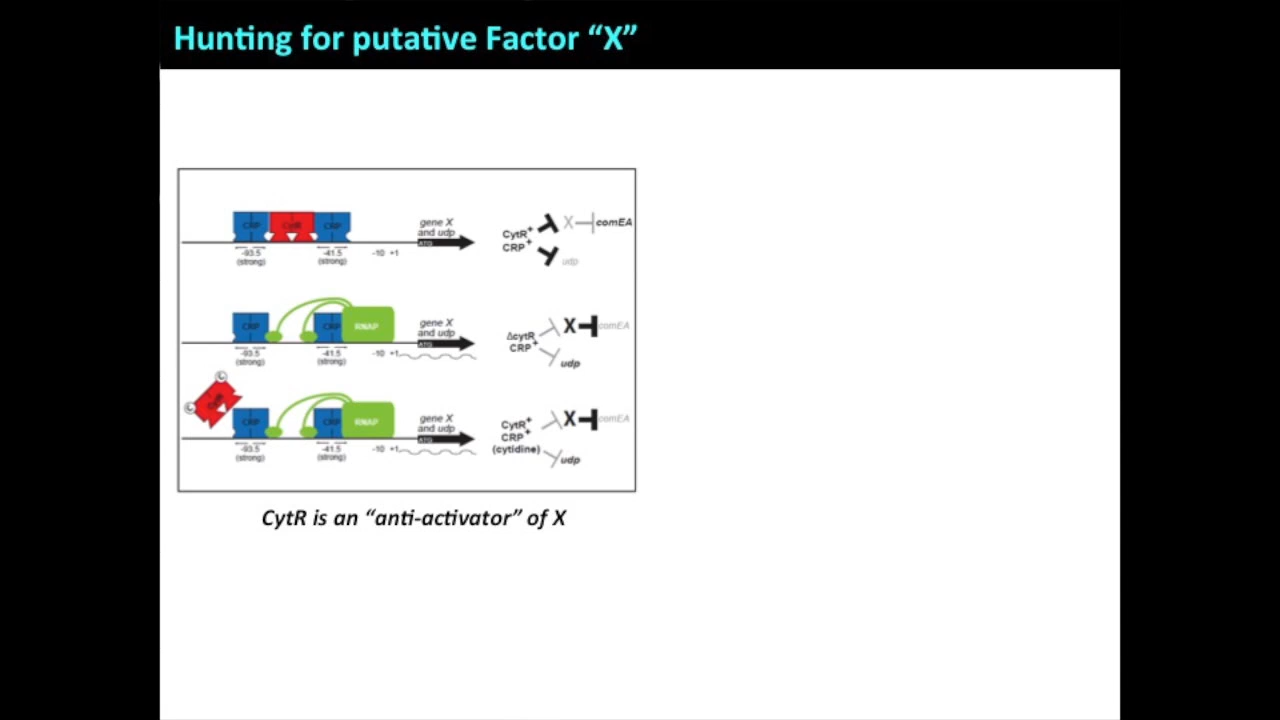 Hunting for putative Factor “X”
CRP CytR CRP
gene X
and udp
ATG
-93.5
(strong)
-41.5
(strong)
-10 +1
CytR+
CRP+
X
comEA
udp
CRP CRP RNAP
gene X
and udp
ATG
-93.5
(strong)
-41.5
(strong)
-10 +1
ΔcytR
CRP+
X
comEA
udp
C
C
CytR
CRP CRP RNAP
gene X
and udp
ATG
-93.5
(strong)
-41.5
(strong)
-10 +1
CytR+
CRP+
(cytidine)
X
comEA
udp
CytR is an “anti-activator” of X